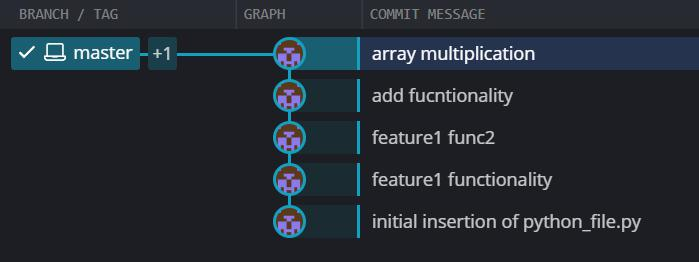 BRANCH / TAG GRAPH COMMIT MESSAGE
master +1 array multiplication
add fucntionality
feature1 func2
feature1 functionality
initial insertion of python_file.py